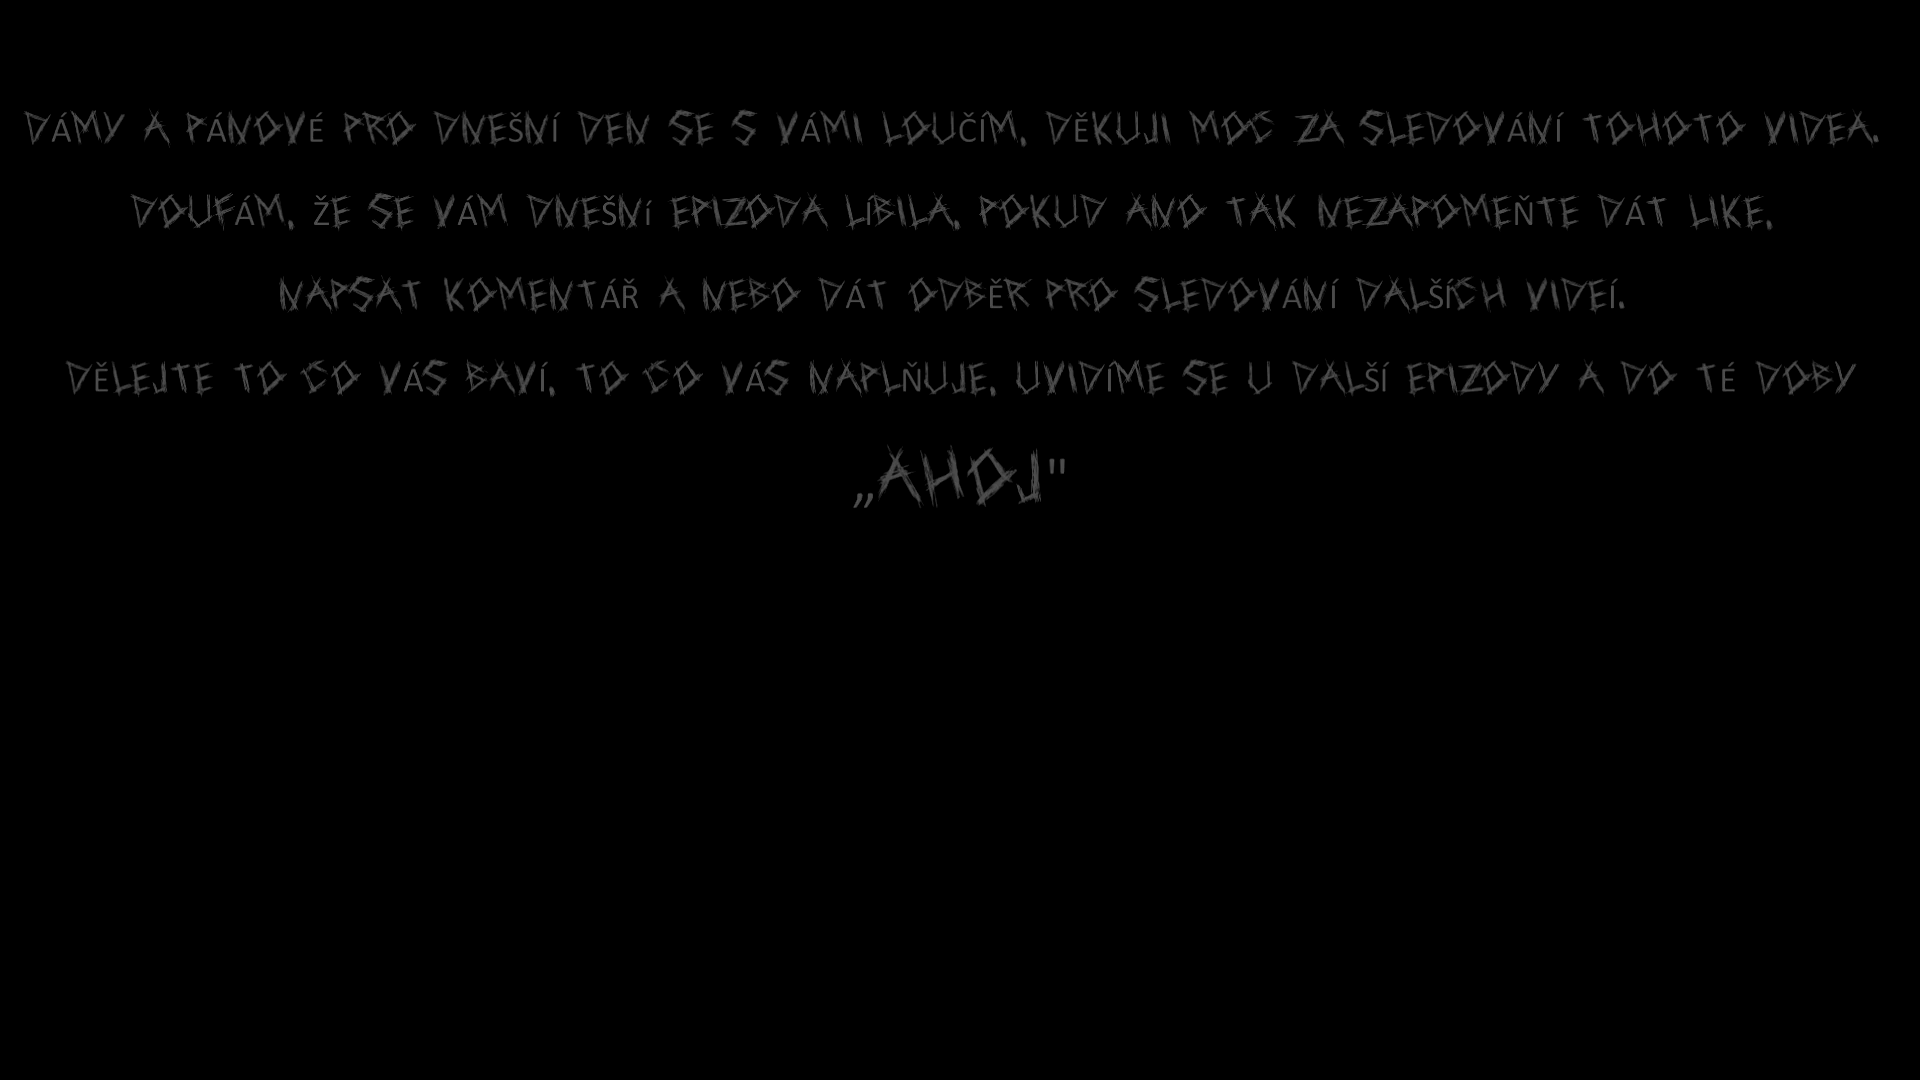 DÁMY A PÁNOVÉ PRO DNEŠNÍ DEN SE S VÁMI LOUČÍM, DĚKUJI MOC ZA SLEDOVÁNÍ TOHOTO VIDEA.
DOUFÁM, ŽE SE VÁM DNEŠNÍ EPIZODA LÍBILA, POKUD ANO TAK NEZAPOMEŇTE DÁT LIKE,
NAPSAT KOMENTÁŘ A NEBO DÁT ODBĚR PRO SLEDOVÁNÍ DALŠÍCH VIDEÍ.
DĚLEJTE TO CO VÁS BAVÍ, TO CO VÁS NAPLŇUJE, UVIDÍME SE U DALŠÍ EPIZODY A DO TÉ DOBY
„AHOJ"